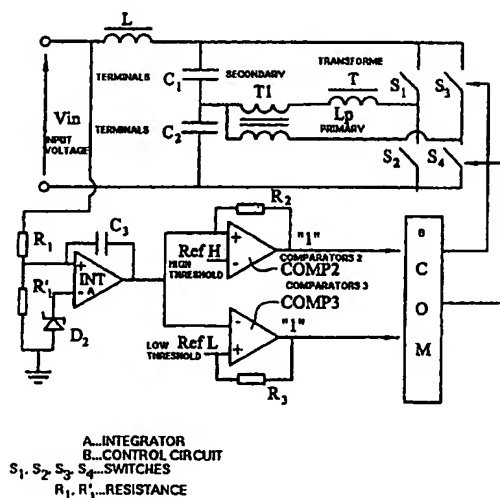 L
TERMINALS
C₁
SECONDARY
T1
TRANSFORME
T
S₁
S₃
Vin
INPUT VOLTAGE
TERMINALS
C₂
Lp
PRIMARY
S₂
S₄
R₁
C₃
R₂
"1"
B
+
INT
-
A
Ref H
HIGH THRESHOLD
+
-
COMPARATORS 2
COMP2
COMPARATORS 3
COMP3
C
O
M
R'₁
D₂
LOW THRESHOLD
Ref L
-
+
"1"
R₃
A...INTEGRATOR
B...CONTROL CIRCUIT
S₁, S₂, S₃, S₄...SWITCHES
R₁, R'₁...RESISTANCE